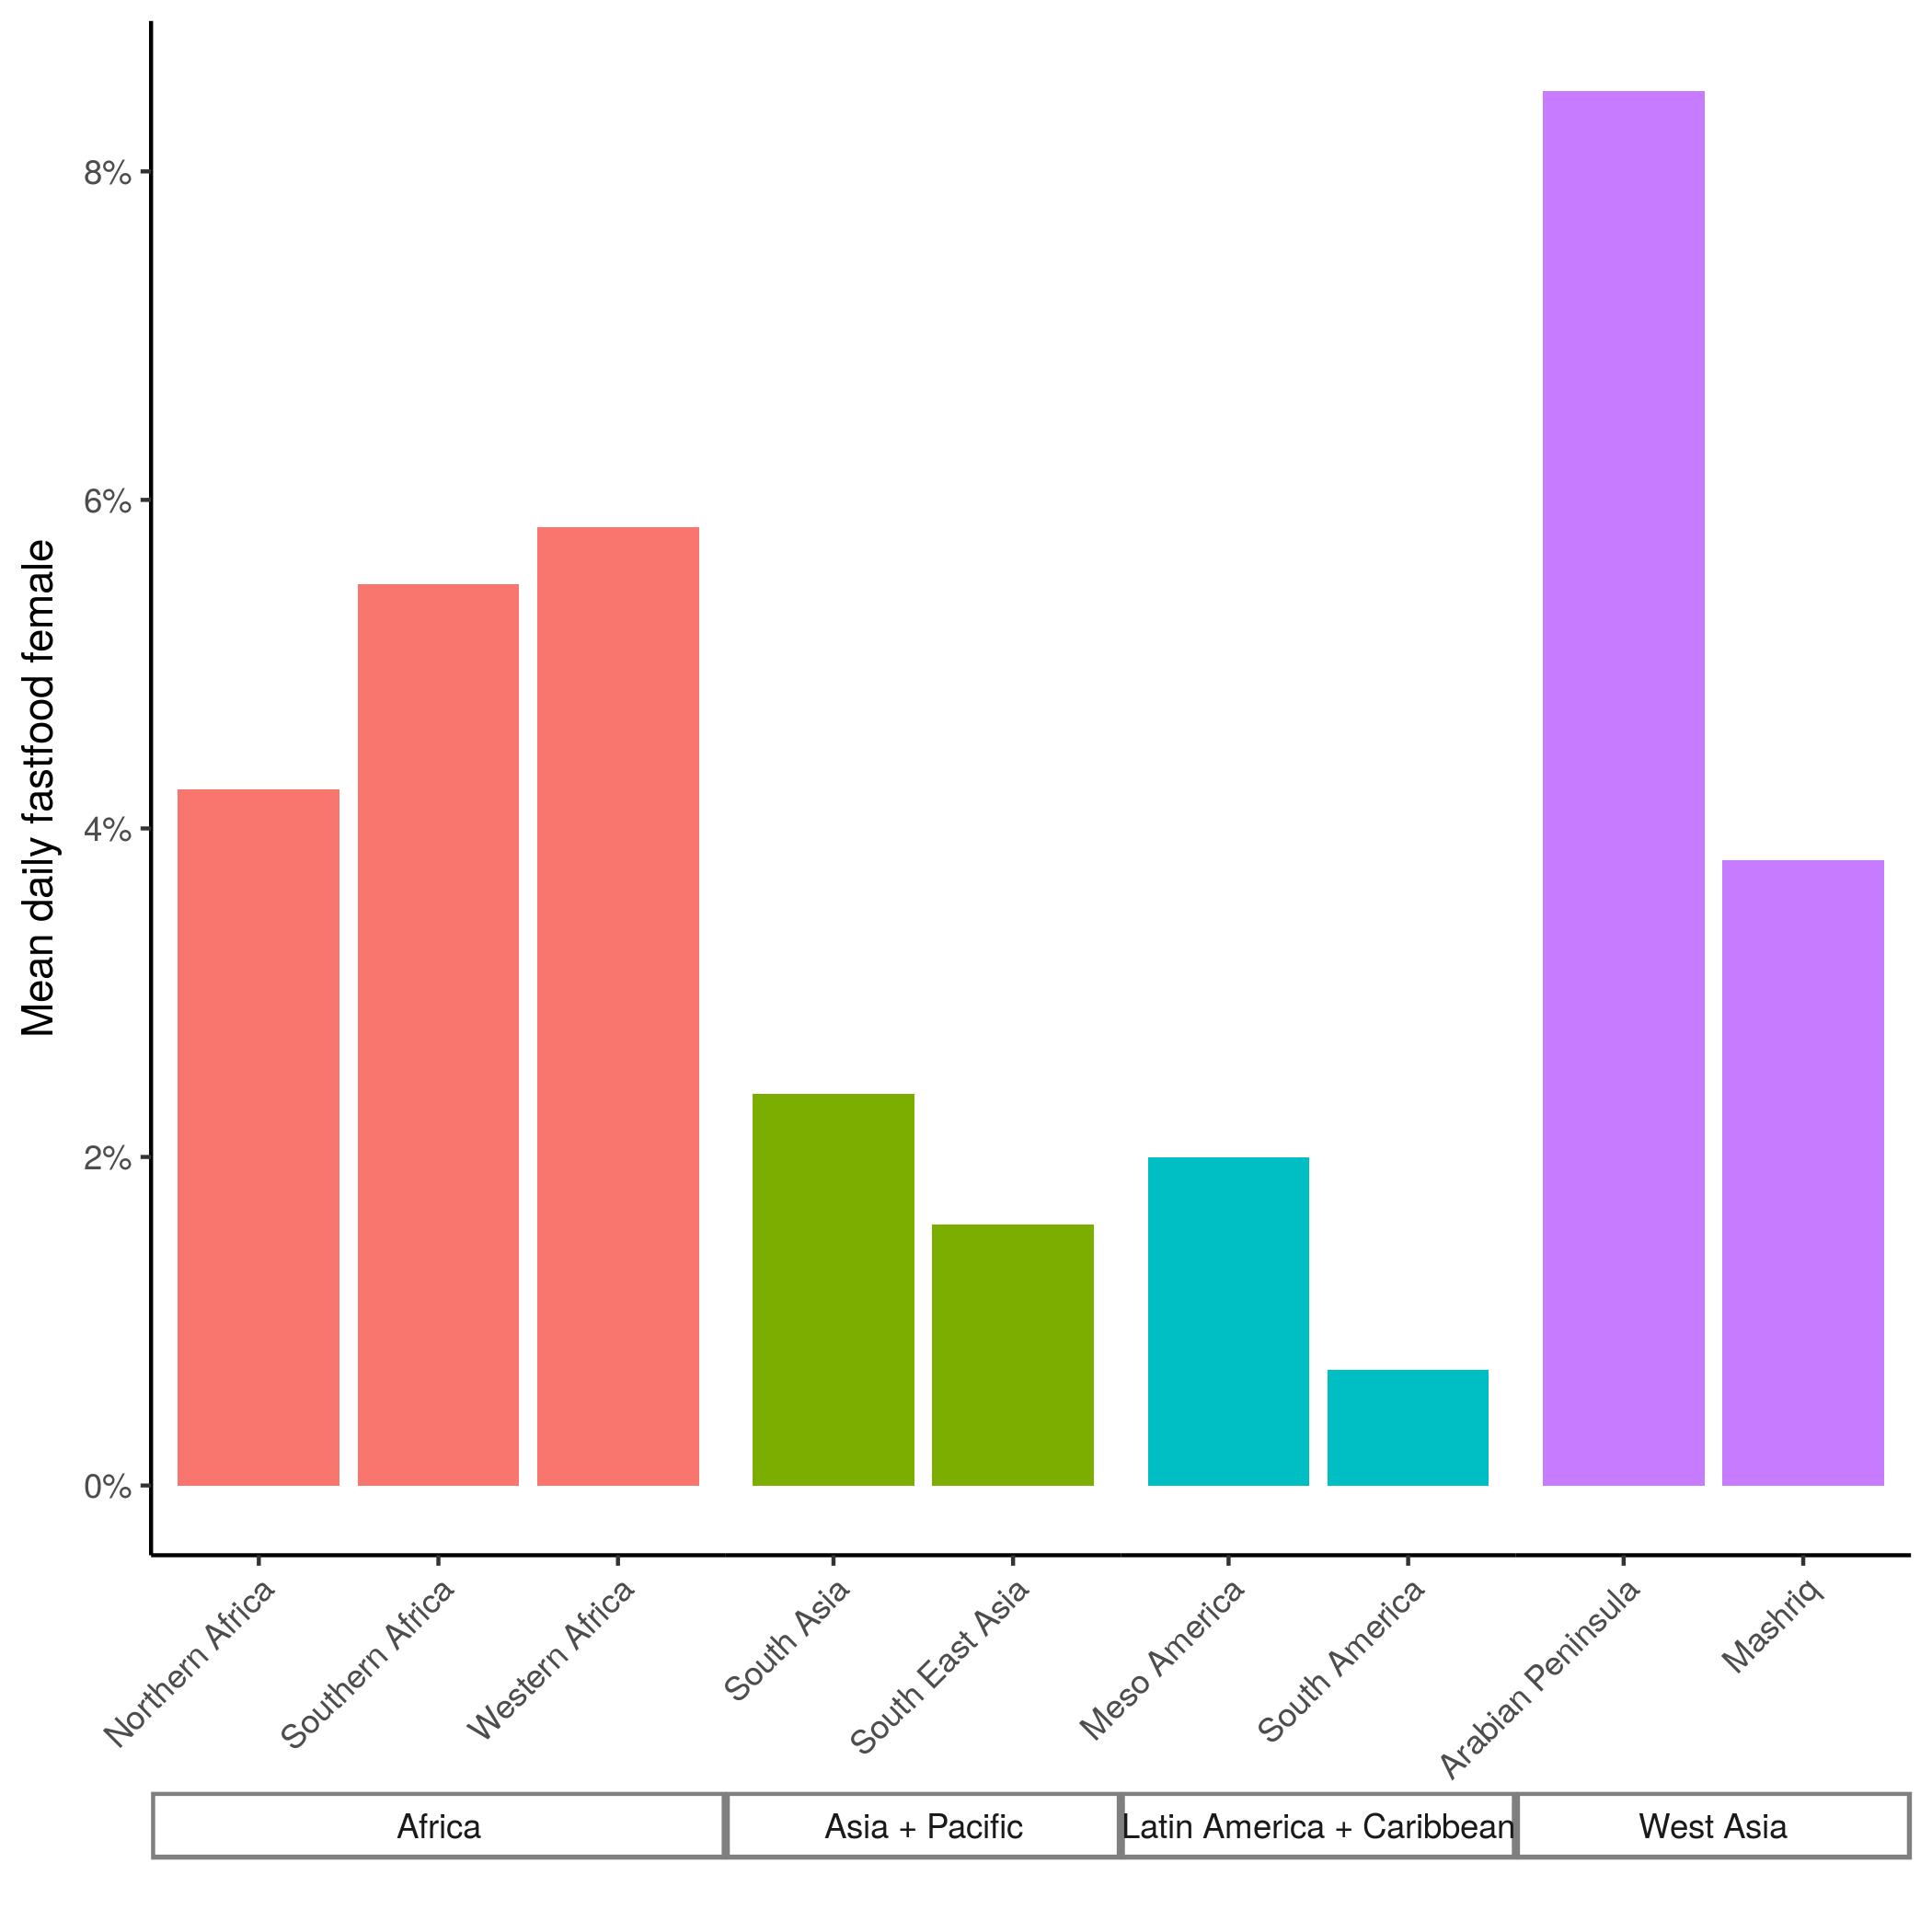 Mean daily fastfood female
8%
6%
4%
2%
0%
Northern Africa
Southern Africa
Western Africa
South Asia
South East Asia
Meso America
South America
Arabian Peninsula
Mashriq
Africa
Asia + Pacific
Latin America + Caribbean
West Asia